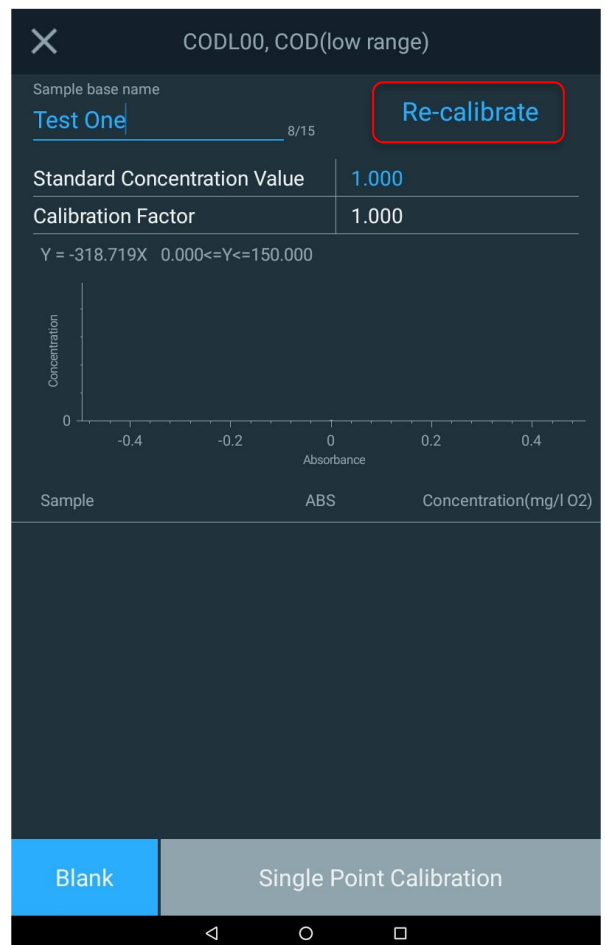 CODL00, COD(low range)
Sample base name
Test One
8/15
Re-calibrate
Standard Concentration Value 1.000
Calibration Factor 1.000
Y = -318.719X 0.000<=Y<=150.000
Concentration
0
-0.4 -0.2 0 0.2 0.4
Absorbance
Sample ABS Concentration(mg/l O2)
Blank Single Point Calibration